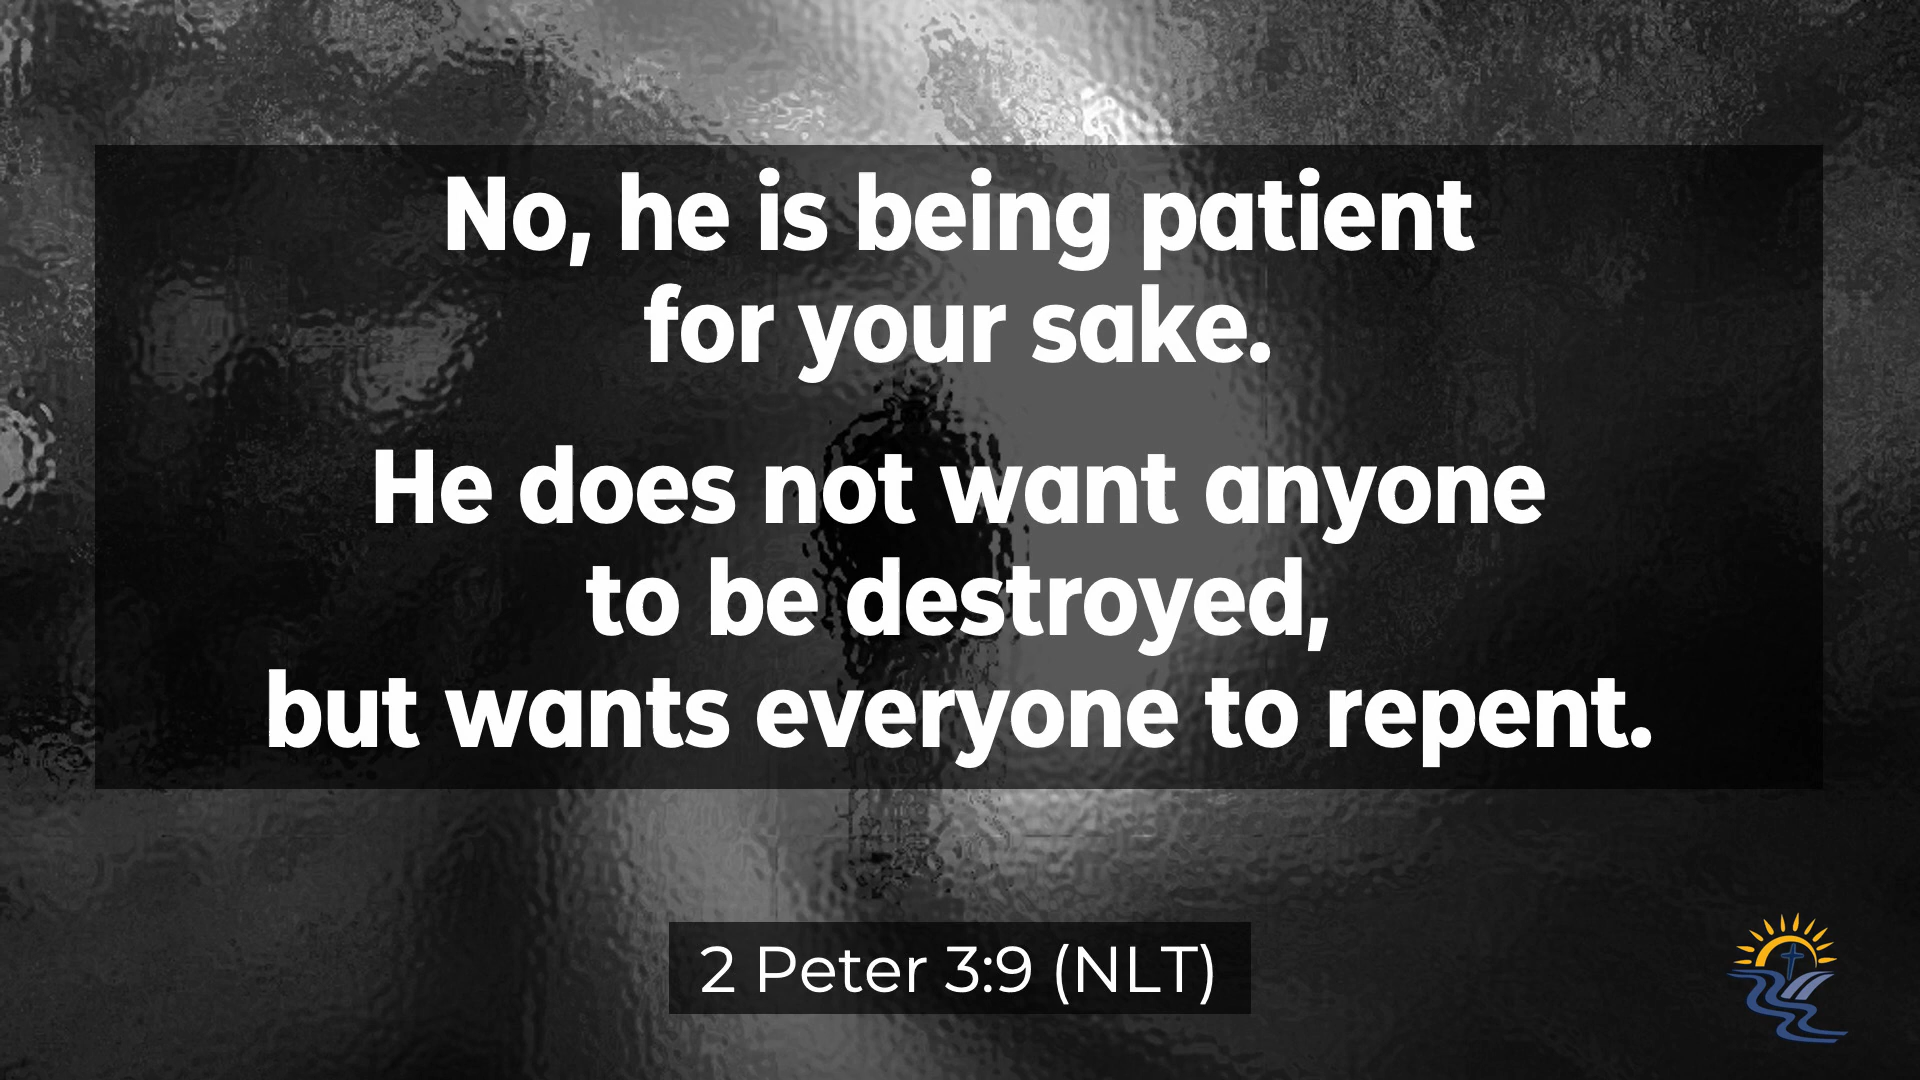 No, he is being patient
for your sake.
He does not want anyone
to be destroyed,
but wants everyone to repent.
2 Peter 3:9 (NLT)